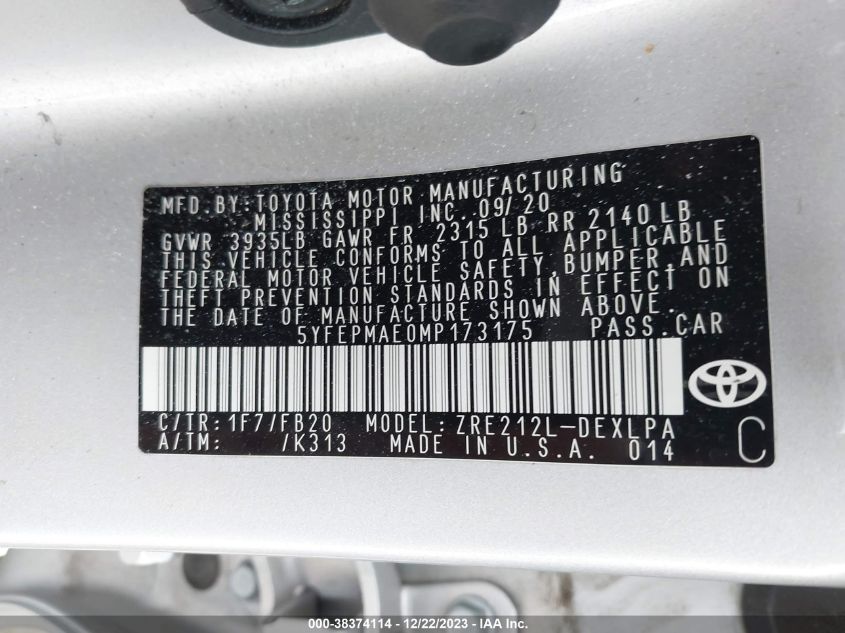 MFD.BY:TOYOTA MOTOR MANUFACTURING
MISSISSIPPI INC. 09/20
GVWR 3935LB GAWR FR 2315 LB RR 2140 LB
THIS VEHICLE CONFORMS TO ALL APPLICABLE
FEDERAL MOTOR VEHICLE SAFETY,BUMPER,AND
THEFT PREVENTION STANDARDS IN EFFECT ON
THE DATE OF MANUFACTURE SHOWN ABOVE.
5YFEPMAE0MP173175 PASS.CAR
C/TR:1F7/FB20 MODEL:ZRE212L-DEXLPA
A/TM: /K313 MADE IN U.S.A. 014
C
000-38374114 - 12/22/2023 - IAA Inc.